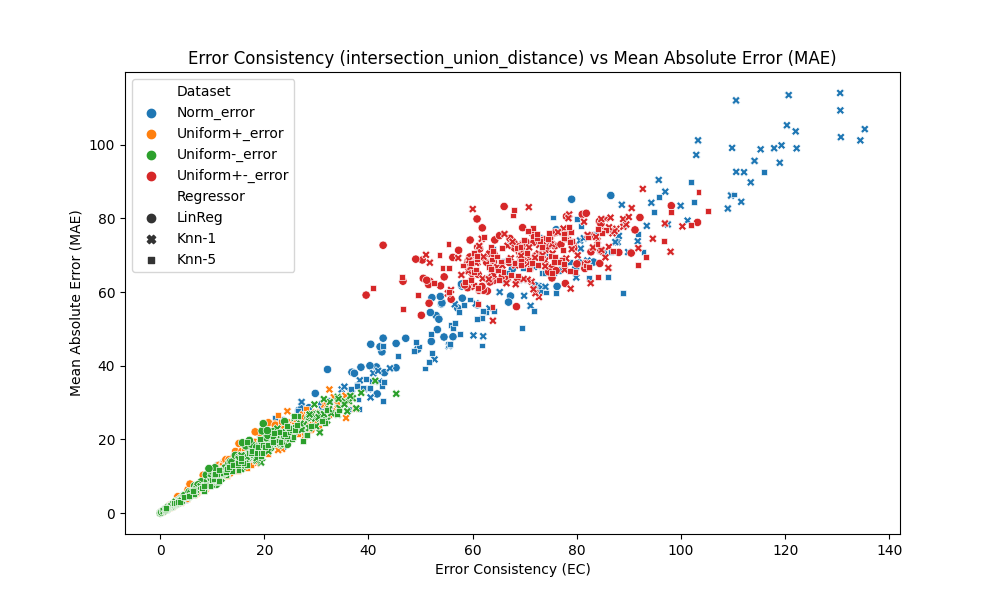 Error Consistency (intersection_union_distance) vs Mean Absolute Error (MAE)
Dataset
Norm_error
Uniform+_error
Uniform-_error
Uniform+-_error
Regressor
LinReg
Knn-1
Knn-5
Mean Absolute Error (MAE)
100
80
60
40
20
0
0 20 40 60 80 100 120 140
Error Consistency (EC)